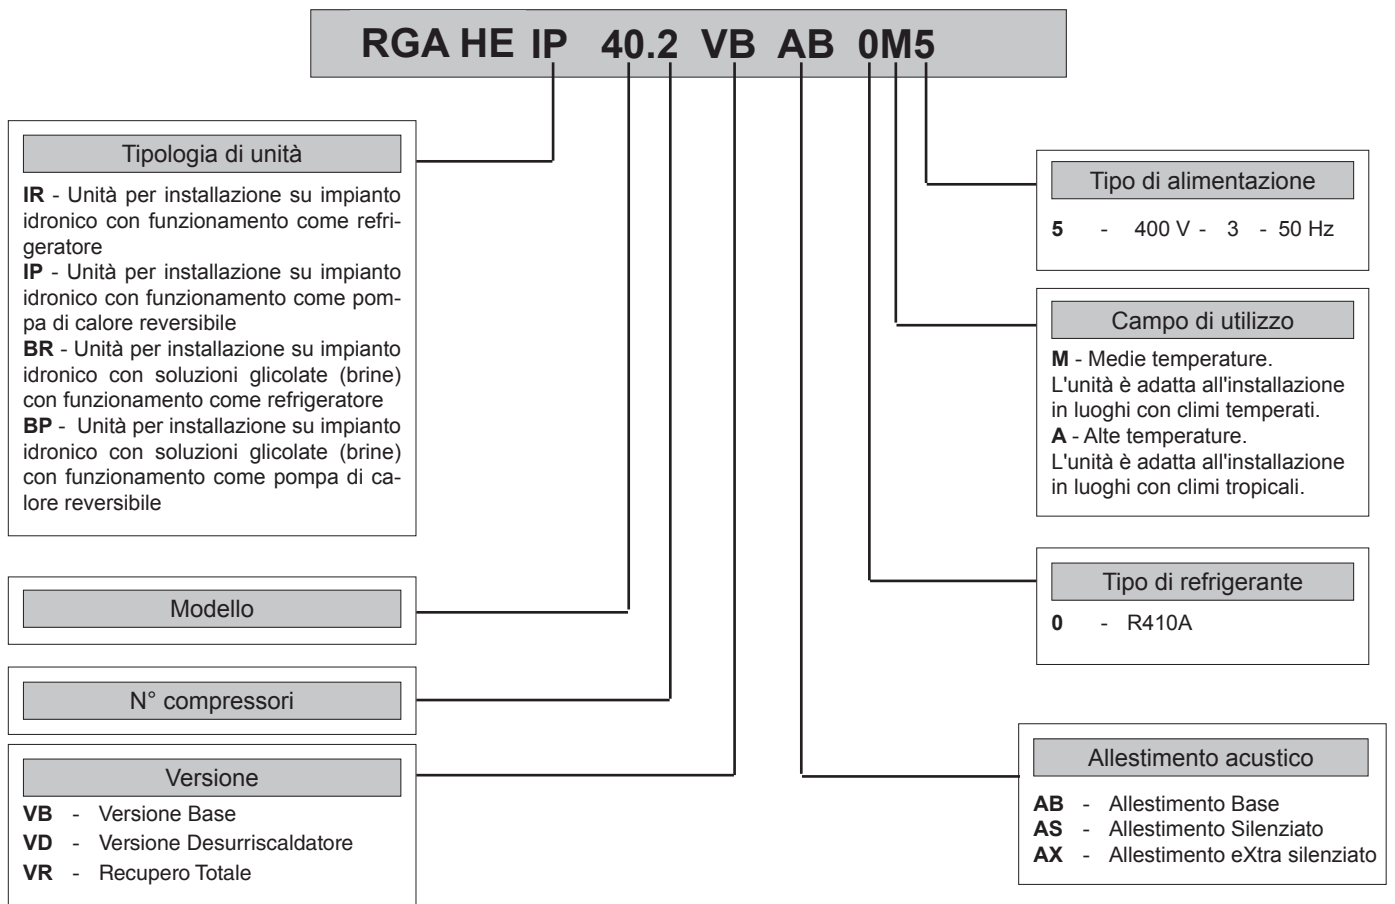 RGA HE IP 40.2 VB AB 0M5
Tipologia di unità
IR - Unità per installazione su impianto
idronico con funzionamento come refri-
geratore
IP - Unità per installazione su impianto
idronico con funzionamento come pom-
pa di calore reversibile
BR - Unità per installazione su impianto
idronico con soluzioni glicolate (brine)
con funzionamento come refrigeratore
BP - Unità per installazione su impianto
idronico con soluzioni glicolate (brine)
con funzionamento come pompa di ca-
lore reversibile
Modello
N° compressori
Versione
VB - Versione Base
VD - Versione Desurriscaldatore
VR - Recupero Totale
Tipo di alimentazione
5 - 400 V - 3 - 50 Hz
Campo di utilizzo
M - Medie temperature.
L'unità è adatta all'installazione
in luoghi con climi temperati.
A - Alte temperature.
L'unità è adatta all'installazione
in luoghi con climi tropicali.
Tipo di refrigerante
0 - R410A
Allestimento acustico
AB - Allestimento Base
AS - Allestimento Silenziato
AX - Allestimento eXtra silenziato